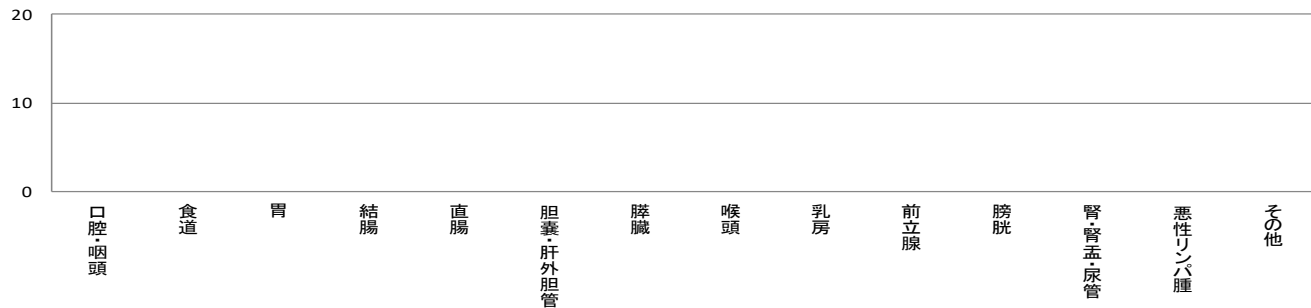 20
10
0
口腔・咽頭
食道
胃
結腸
直腸
胆嚢・肝外胆管
膵臓
喉頭
乳房
前立腺
膀胱
腎・腎盂・尿管
悪性リンパ腫
その他